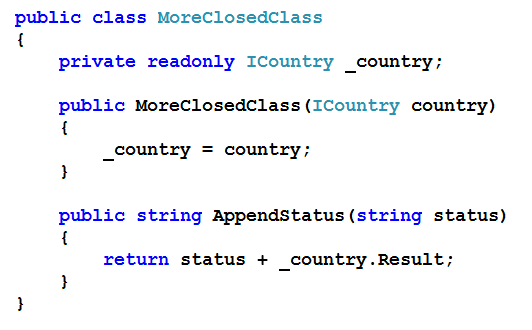 public class MoreClosedClass
{
    private readonly ICountry _country;

    public MoreClosedClass(ICountry country)
    {
        _country = country;
    }

    public string AppendStatus(string status)
    {
        return status + _country.Result;
    }
}